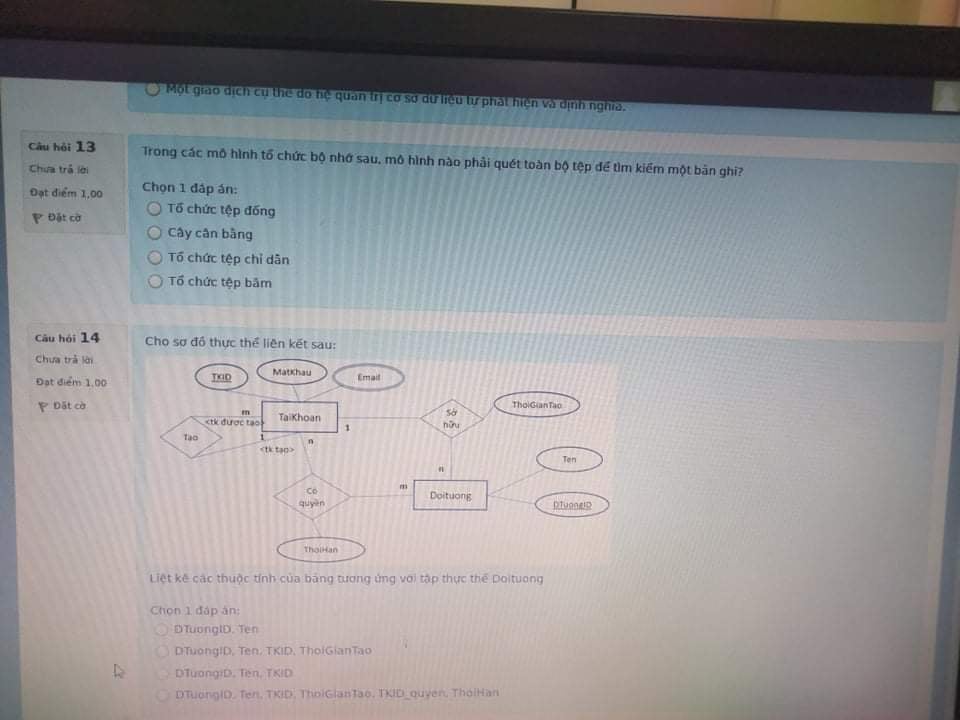 Một giao dịch cụ thể do hệ quản trị cơ sở dữ liệu tự phát hiện và định nghĩa.
Câu hỏi 13
Chưa trả lời
Đạt điểm 1,00
Đặt cờ
Trong các mô hình tổ chức bộ nhớ sau, mô hình nào phải quét toàn bộ tệp để tìm kiếm một bản ghi?
Chọn 1 đáp án:
Tổ chức tệp đống
Cây cân bằng
Tổ chức tệp chỉ dẫn
Tổ chức tệp băm
Câu hỏi 14
Chưa trả lời
Đạt điểm 1,00
Đặt cờ
Cho sơ đồ thực thể liên kết sau:
TKID
MatKhau
Email
TaiKhoan
m
<tk được tạo>
Tao
1
<tk tạo>
n
1
Sở
hữu
ThoiGianTao
n
Ten
Có
quyền
m
Doituong
DTuongID
ThoiHan
Liệt kê các thuộc tính của bảng tương ứng với tập thực thể Doituong
Chọn 1 đáp án:
DTuongID, Ten
DTuongID, Ten, TKID, ThoiGianTao
DTuongID, Ten, TKID
DTuongID, Ten, TKID, ThoiGianTao, TKID_quyen, ThoiHan